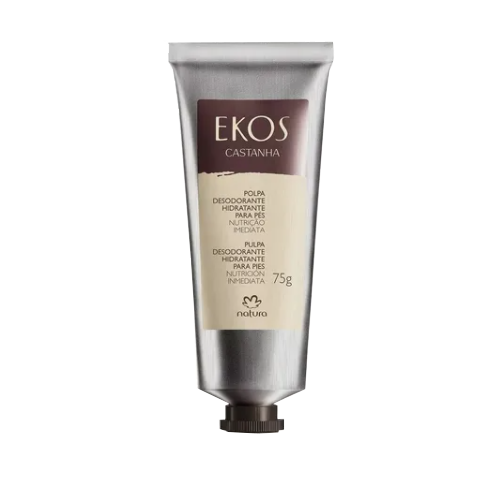 EKOS
CASTANHA
POLPA
DESODORANTE
HIDRATANTE
PARA PÉS
NUTRIÇÃO
IMEDIATA
PULPA
DESODORANTE
HIDRATANTE
PARA PIES
NUTRICIÓN
INMEDIATA
75g
natura